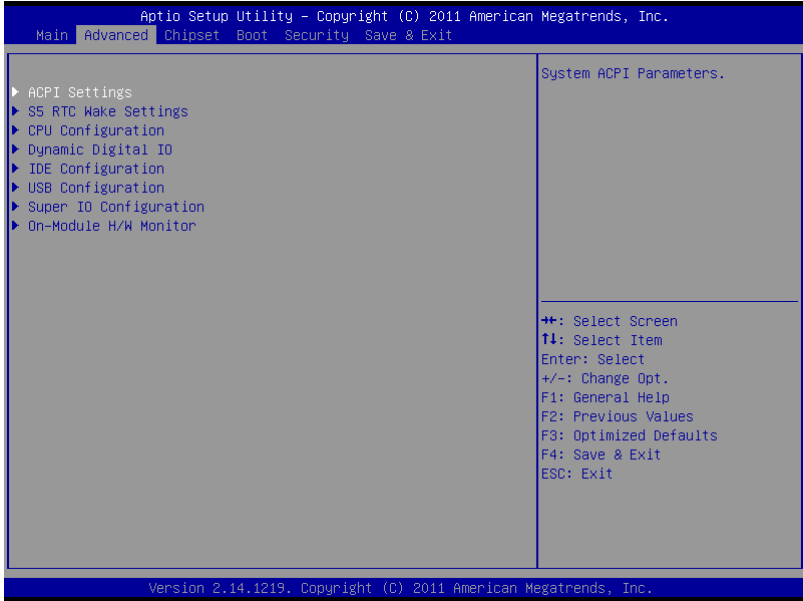 Aptio Setup Utility – Copyright (C) 2011 American Megatrends, Inc.
Main Advanced Chipset Boot Security Save & Exit
System ACPI Parameters.
▶ ACPI Settings
▶ S5 RTC Wake Settings
▶ CPU Configuration
▶ Dynamic Digital IO
▶ IDE Configuration
▶ USB Configuration
▶ Super IO Configuration
▶ On-Module H/W Monitor
→←: Select Screen
↑↓: Select Item
Enter: Select
+/-: Change Opt.
F1: General Help
F2: Previous Values
F3: Optimized Defaults
F4: Save & Exit
ESC: Exit
Version 2.14.1219. Copyright (C) 2011 American Megatrends, Inc.